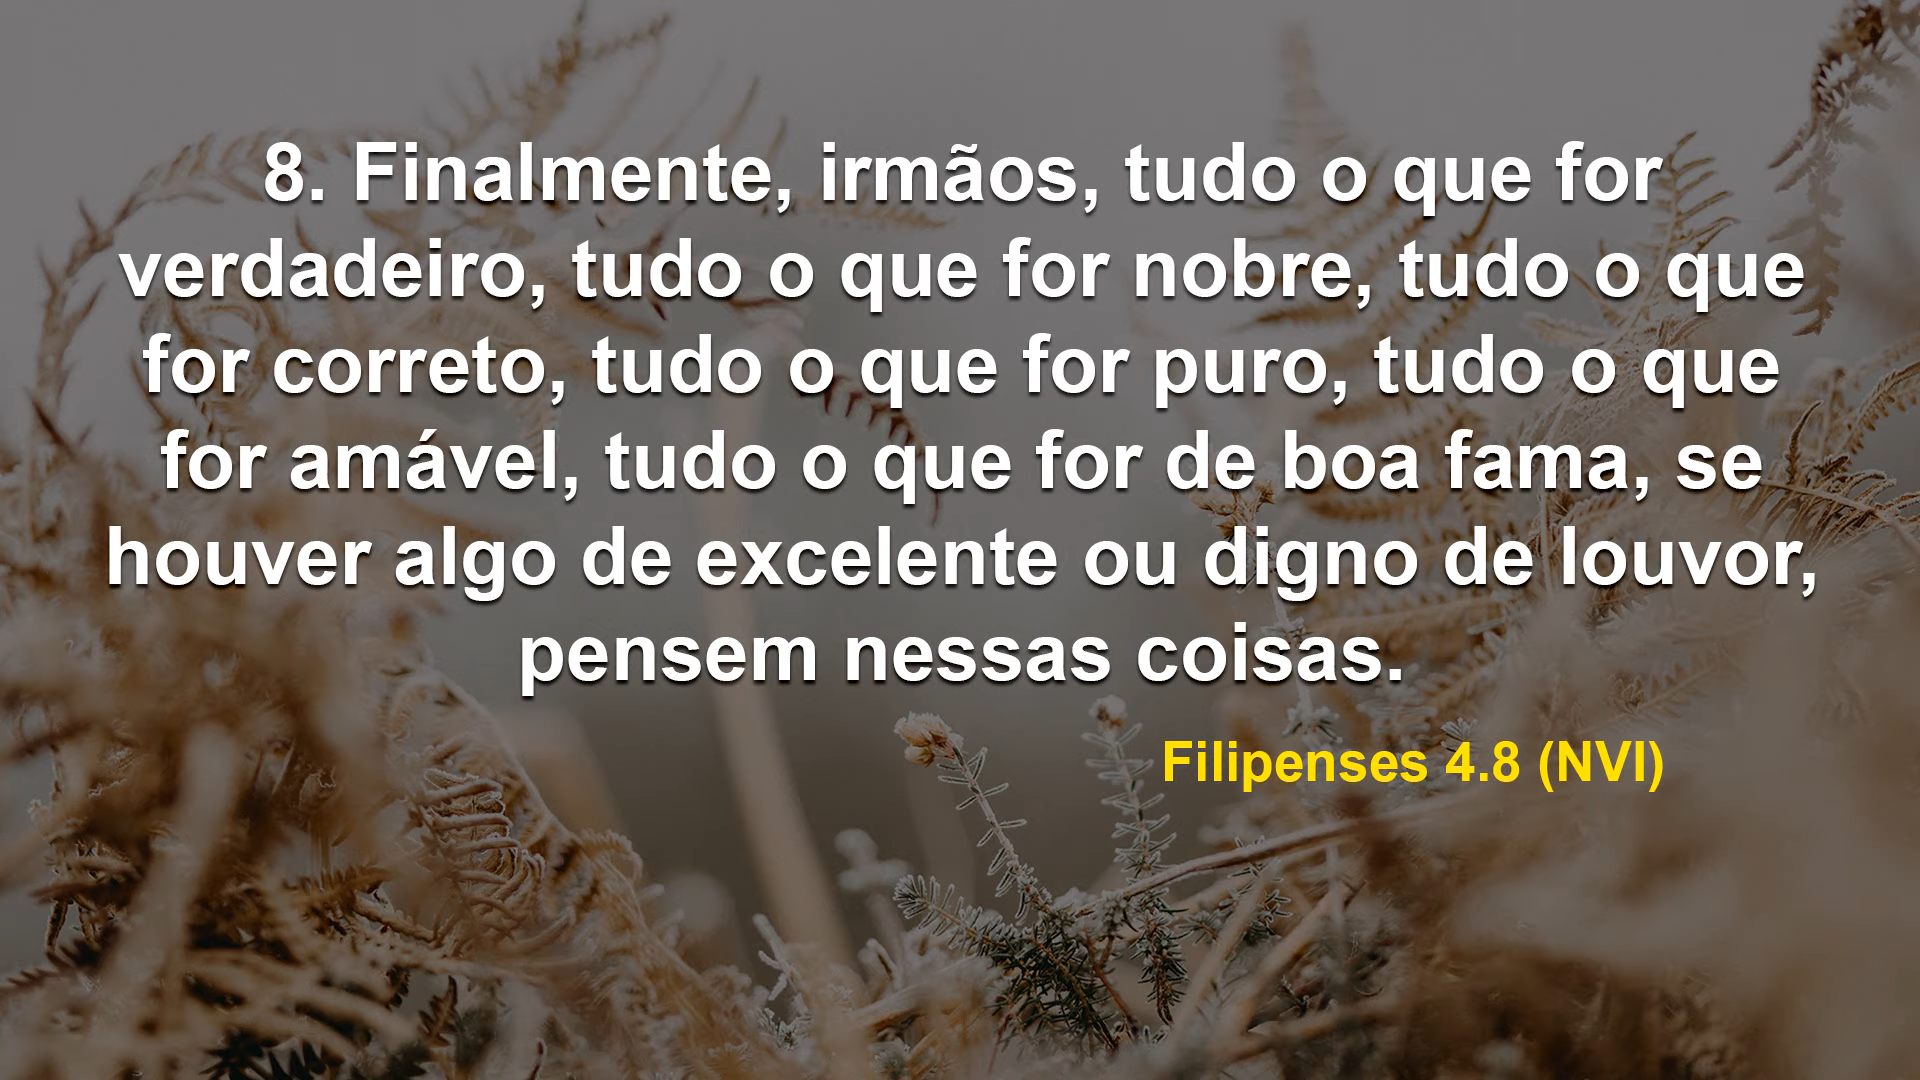 8. Finalmente, irmãos, tudo o que for
verdadeiro, tudo o que for nobre, tudo o que
for correto, tudo o que for puro, tudo o que
for amável, tudo o que for de boa fama, se
houver algo de excelente ou digno de louvor,
pensem nessas coisas.
Filipenses 4.8 (NVI)